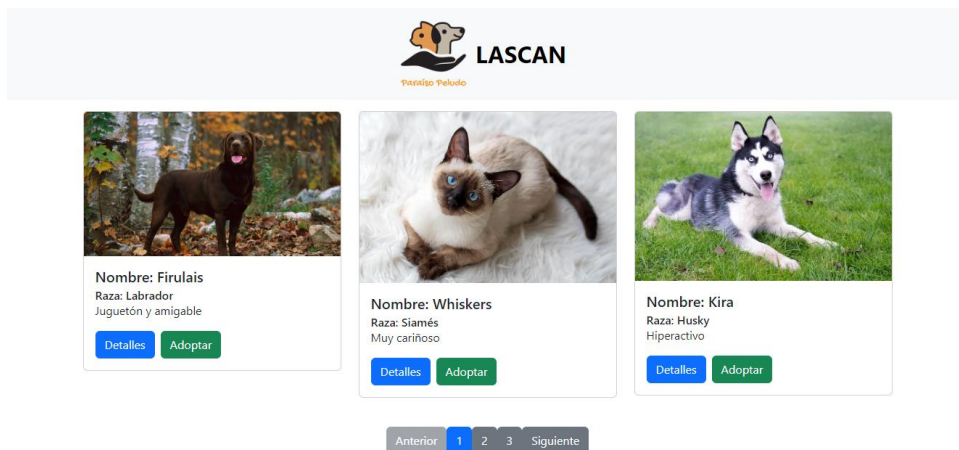 LASCAN
Paraíso Peludo
Nombre: Firulais
Raza: Labrador
Juguetón y amigable
Detalles Adoptar
Nombre: Whiskers
Raza: Siamés
Muy cariñoso
Detalles Adoptar
Nombre: Kira
Raza: Husky
Hiperactivo
Detalles Adoptar
Anterior 1 2 3 Siguiente